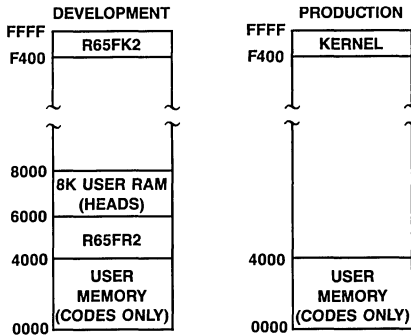 DEVELOPMENT
FFFF
R65FK2
F400
8000
8K USER RAM
(HEADS)
6000
R65FR2
4000
USER
MEMORY
(CODES ONLY)
0000
PRODUCTION
FFFF
KERNEL
F400
4000
USER
MEMORY
(CODES ONLY)
0000